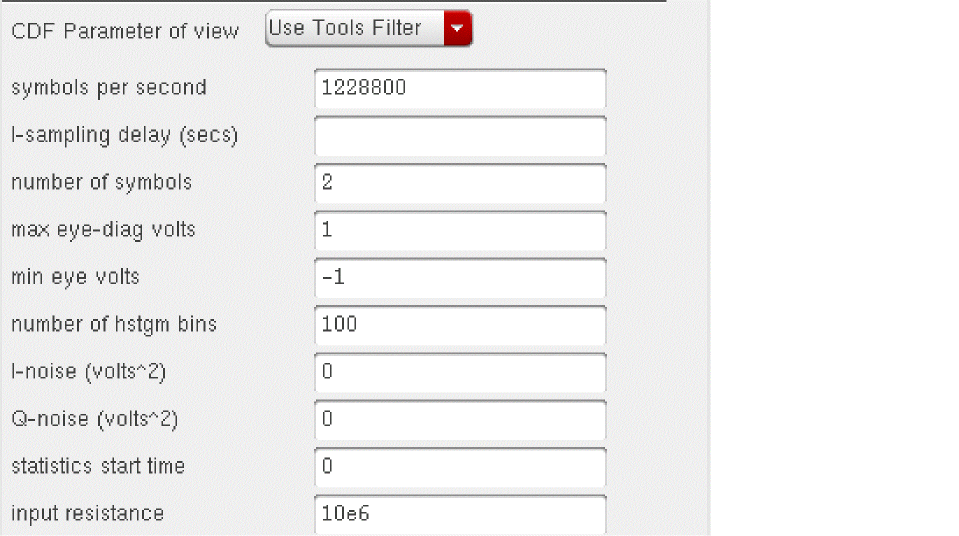 CDF Parameter of view Use Tools Filter
symbols per second 1228800
I-sampling delay (secs)
number of symbols 2
max eye-diag volts 1
min eye volts -1
number of hstgm bins 100
I-noise (volts^2) 0
Q-noise (volts^2) 0
statistics start time 0
input resistance 10e6